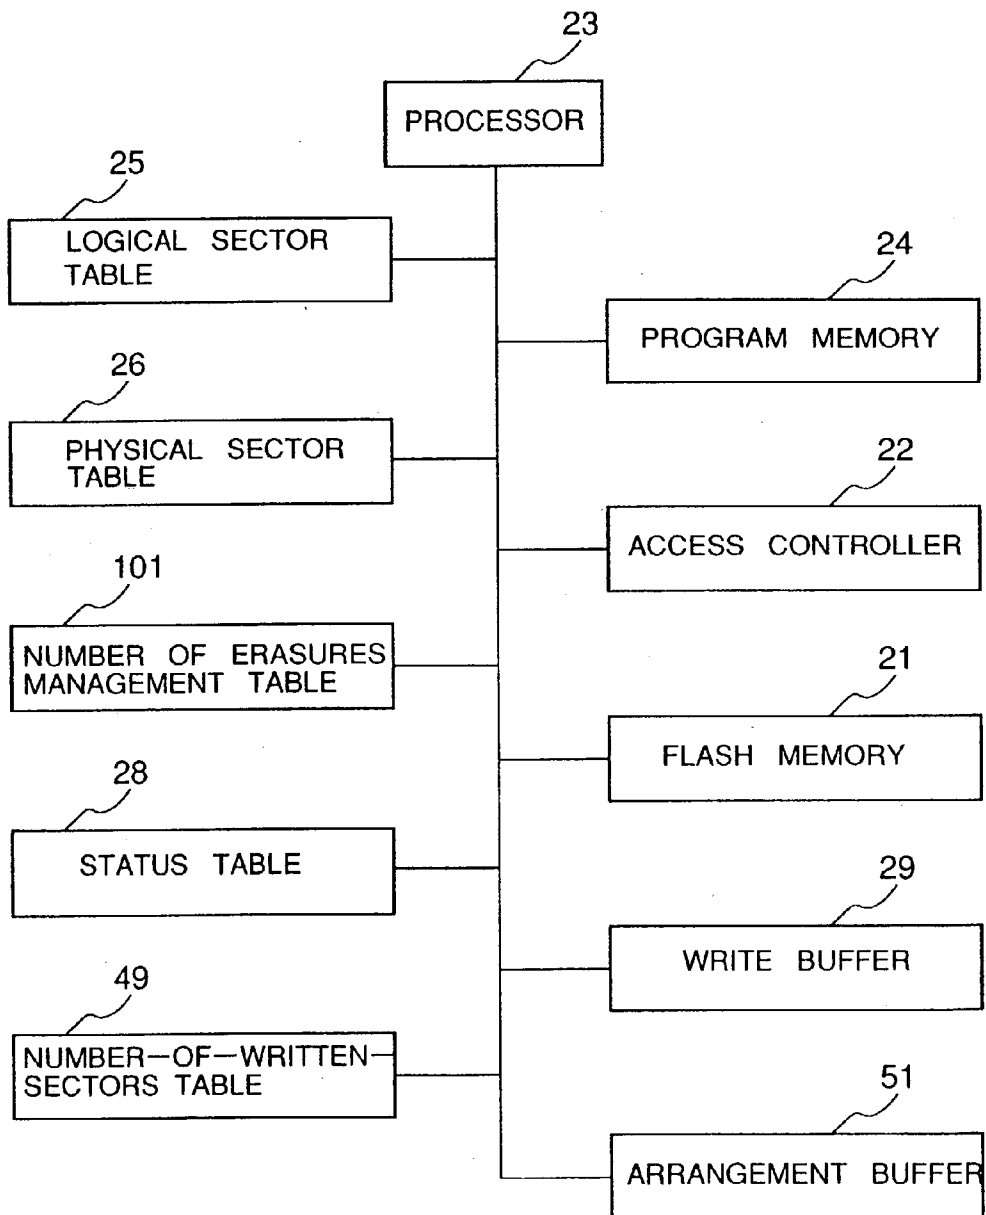 23
PROCESSOR
25
LOGICAL SECTOR
TABLE
24
PROGRAM MEMORY
26
PHYSICAL SECTOR
TABLE
22
ACCESS CONTROLLER
101
NUMBER OF ERASURES
MANAGEMENT TABLE
21
FLASH MEMORY
28
STATUS TABLE
29
WRITE BUFFER
49
NUMBER-OF-WRITTEN-
SECTORS TABLE
51
ARRANGEMENT BUFFER